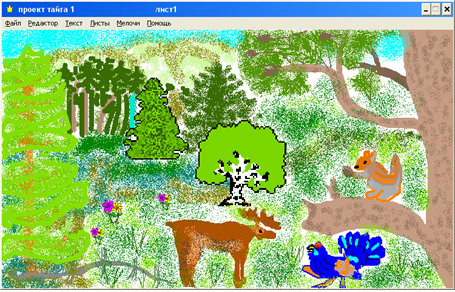 проект тайга 1 лист1
Файл Редактор Текст Листы Мелочи Помощь